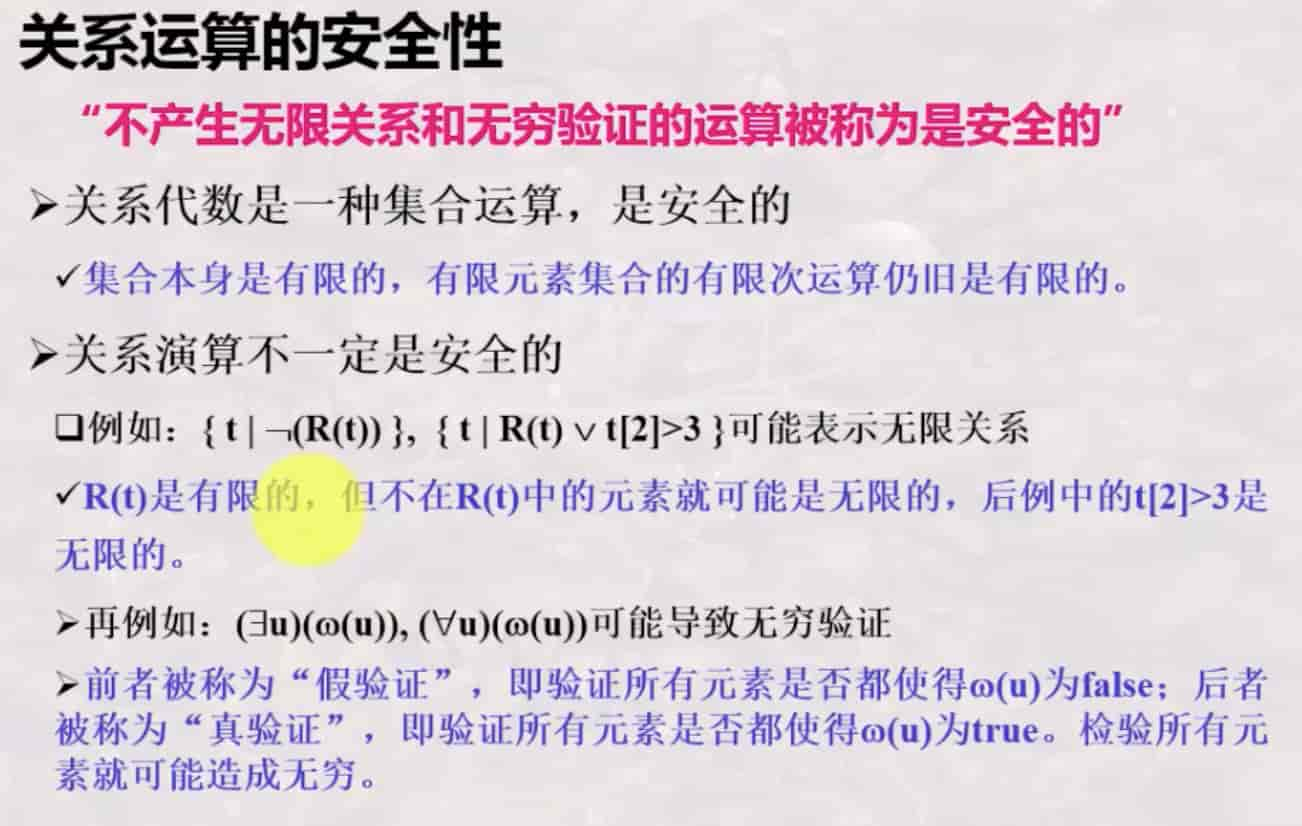 关系运算的安全性
“不产生无限关系和无穷验证的运算被称为是安全的”
➢关系代数是一种集合运算，是安全的
✓集合本身是有限的，有限元素集合的有限次运算仍旧是有限的。
➢关系演算不一定是安全的
❑例如：{ t | ¬(R(t)) }, { t | R(t) ∨ t[2]>3 }可能表示无限关系
✓R(t)是有限的，但不在R(t)中的元素就可能是无限的，后例中的t[2]>3是
无限的。
➢再例如：(∃u)(ω(u)), (∀u)(ω(u))可能导致无穷验证
➢前者被称为“假验证”，即验证所有元素是否都使得ω(u)为false；后者
被称为“真验证”，即验证所有元素是否都使得ω(u)为true。检验所有元
素就可能造成无穷。